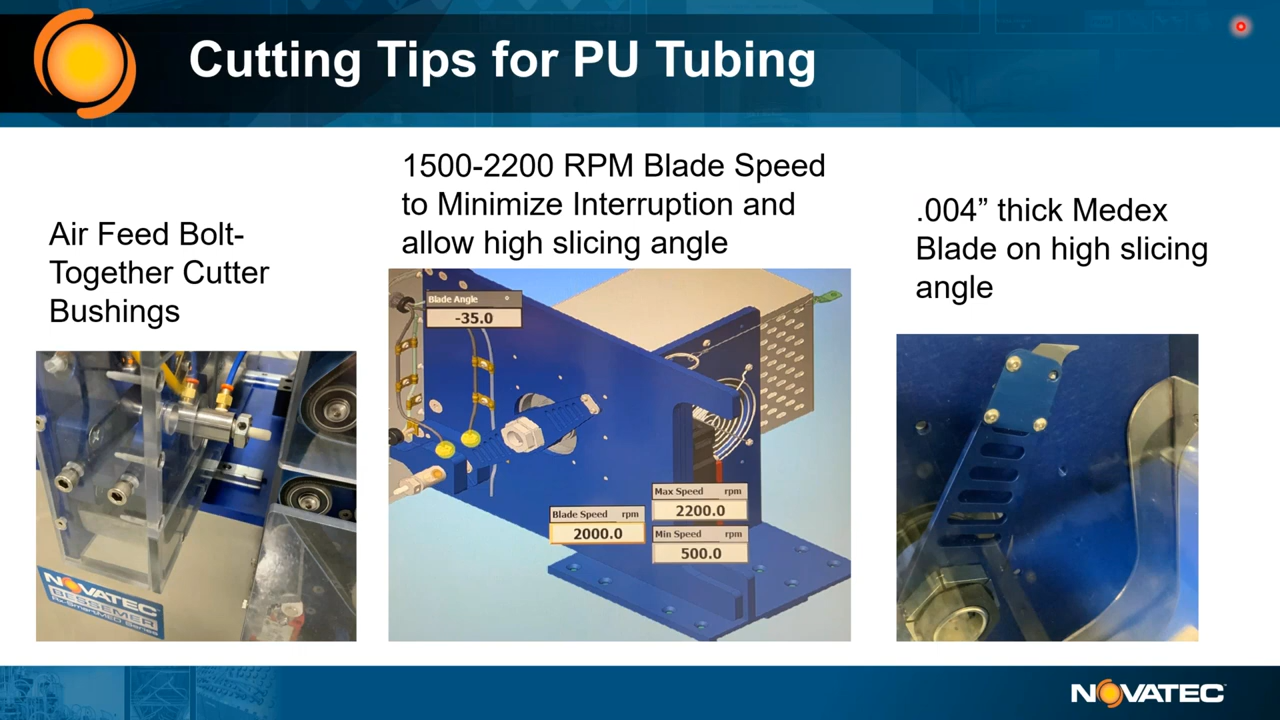 Cutting Tips for PU Tubing
Air Feed Bolt-
Together Cutter
Bushings
1500-2200 RPM Blade Speed
to Minimize Interruption and
allow high slicing angle
.004” thick Medex
Blade on high slicing
angle
Blade Angle °
-35.0
Blade Speed rpm
2000.0
Max Speed rpm
2200.0
Min Speed rpm
500.0
NOVATEC
BESSEMER
NOVATEC